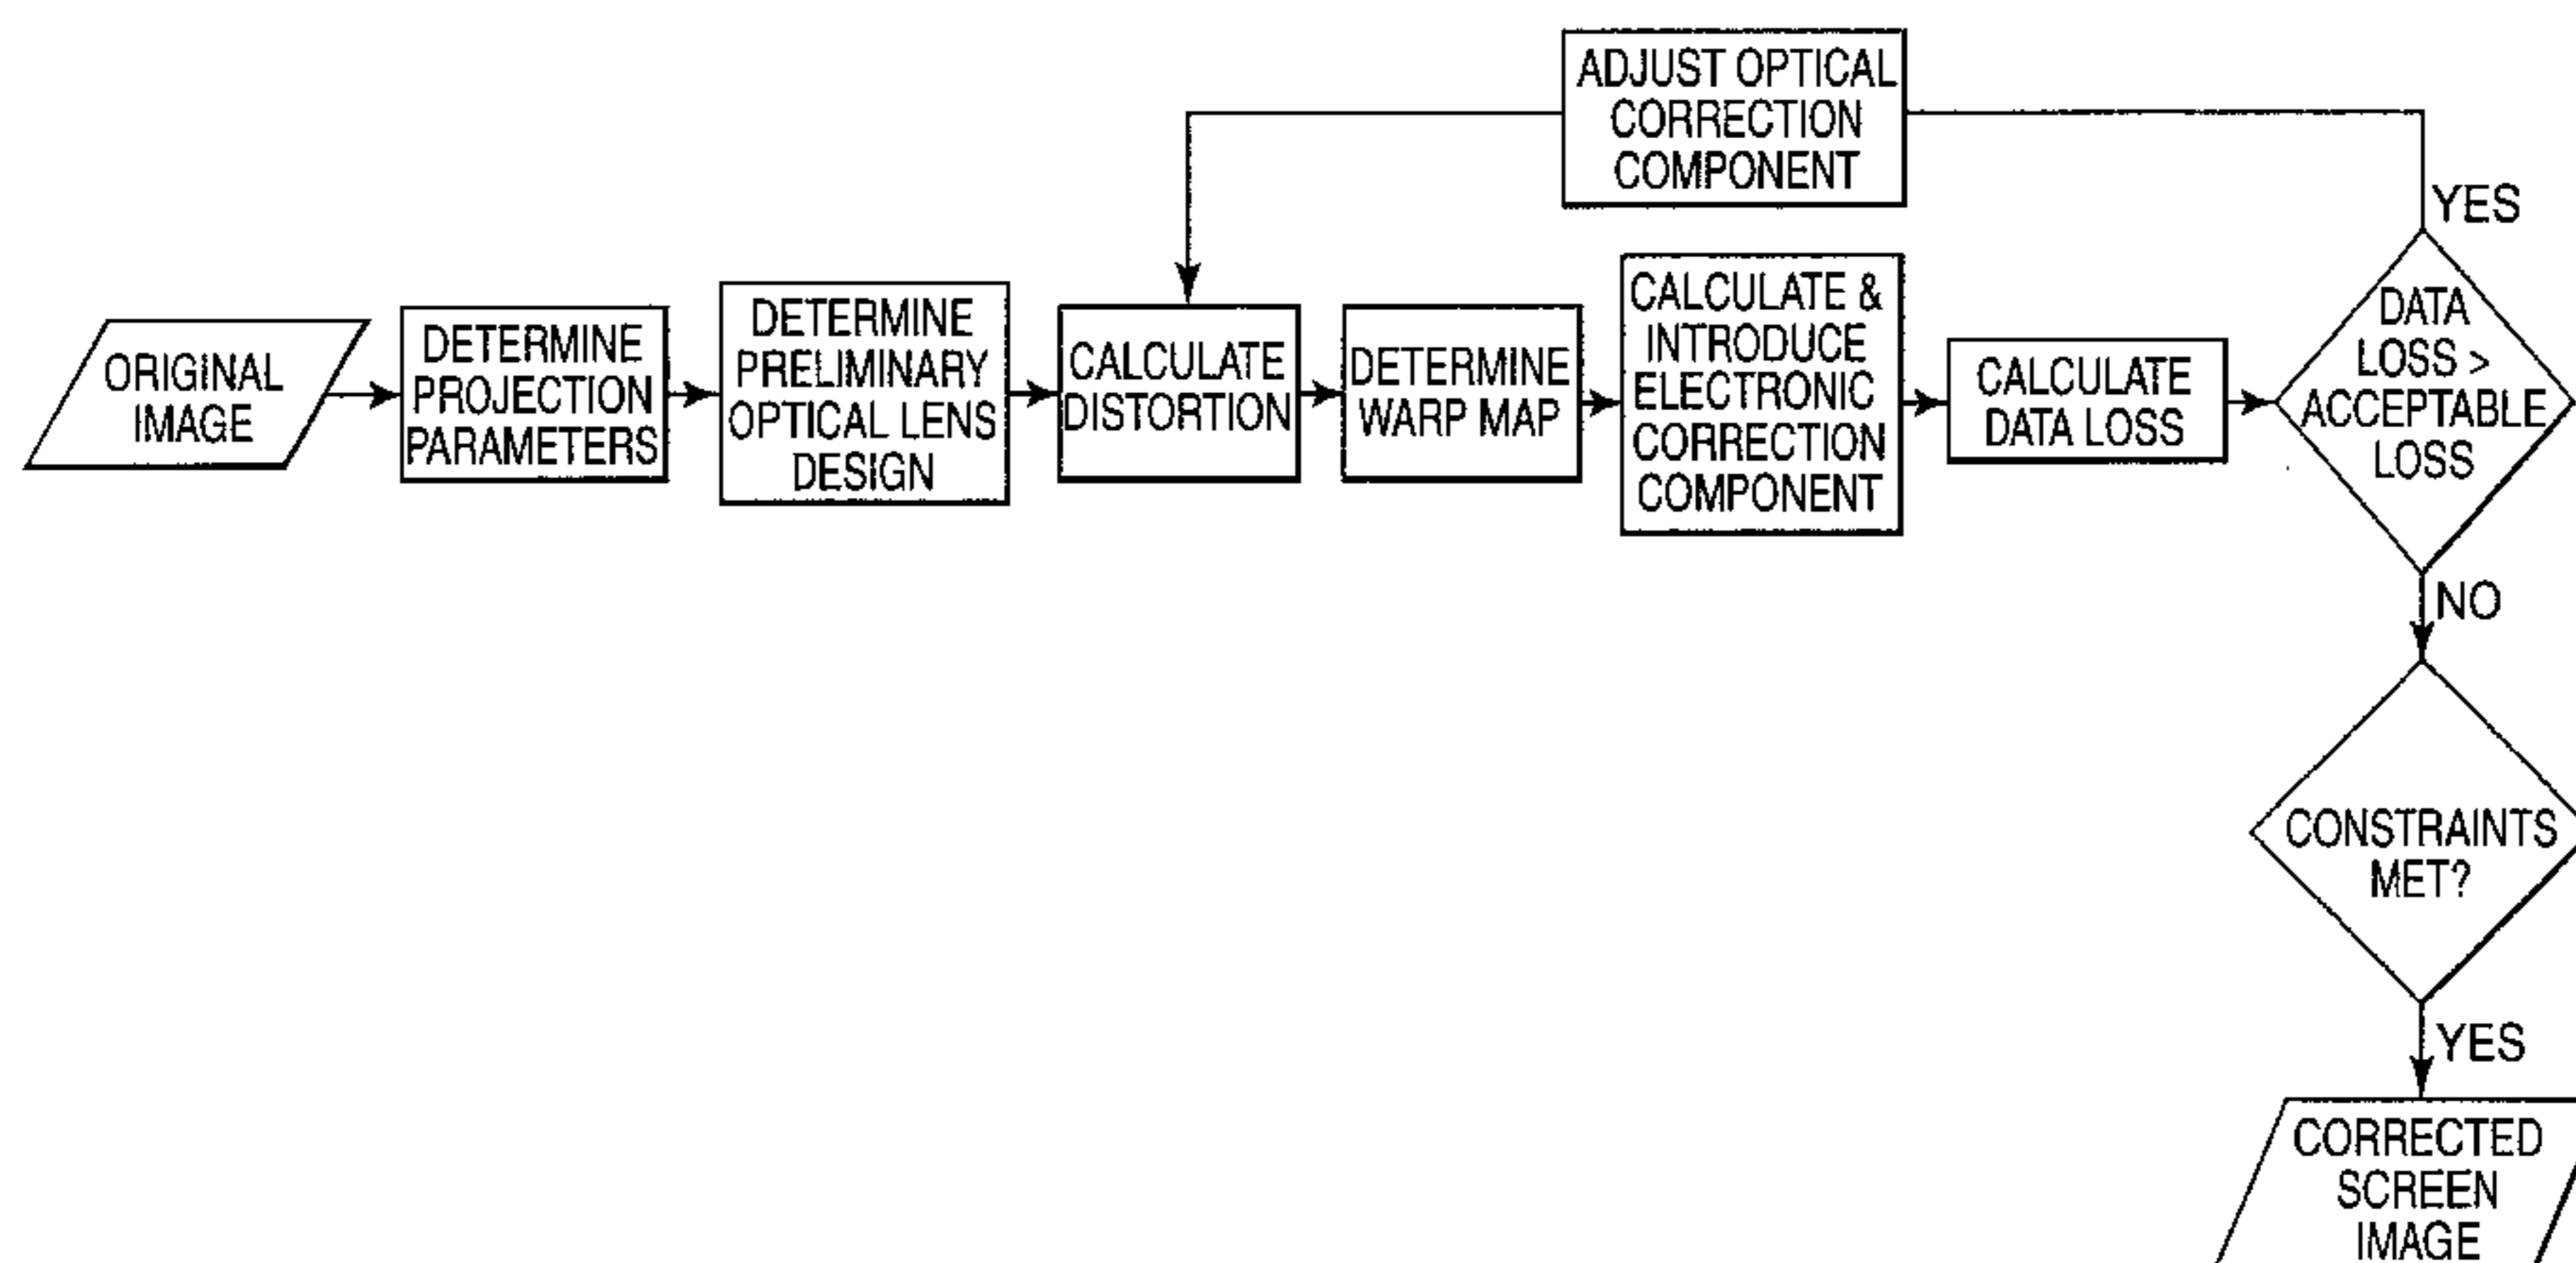 ORIGINAL
IMAGE
DETERMINE
PROJECTION
PARAMETERS
DETERMINE
PRELIMINARY
OPTICAL LENS
DESIGN
CALCULATE
DISTORTION
DETERMINE
WARP MAP
CALCULATE &
INTRODUCE
ELECTRONIC
CORRECTION
COMPONENT
CALCULATE
DATA LOSS
DATA
LOSS >
ACCEPTABLE
LOSS
YES
ADJUST OPTICAL
CORRECTION
COMPONENT
NO
CONSTRAINTS
MET?
YES
CORRECTED
SCREEN
IMAGE